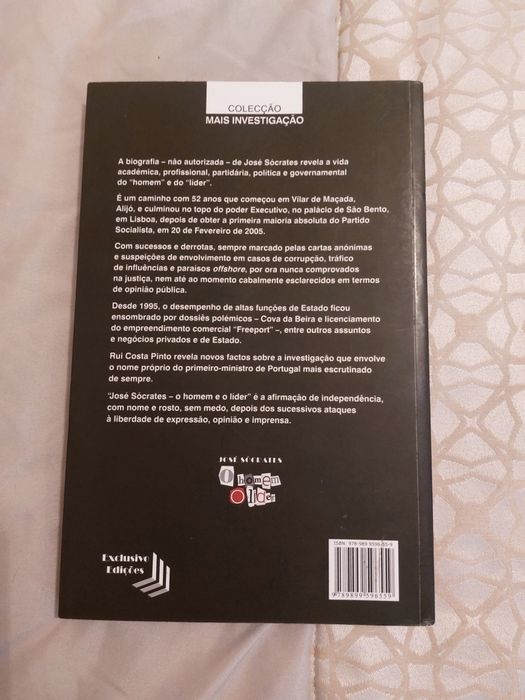 COLECÇÃO
MAIS INVESTIGAÇÃO
A biografia – não autorizada – de José Sócrates revela a vida
académica, profissional, partidária, política e governamental
do "homem" e do "líder".
É um caminho com 52 anos que começou em Vilar de Maçada,
Alijó, e culminou no topo do poder Executivo, no palácio de São Bento,
em Lisboa, depois de obter a primeira maioria absoluta do Partido
Socialista, em 20 de Fevereiro de 2005.
Com sucessos e derrotas, sempre marcado pelas cartas anónimas
e suspeições de envolvimento em casos de corrupção, tráfico
de influências e paraísos offshore, por ora nunca comprovados
na justiça, nem até ao momento cabalmente esclarecidos em termos
de opinião pública.
Desde 1995, o desempenho de altas funções de Estado ficou
ensombrado por dossiês polémicos – Cova da Beira e licenciamento
do empreendimento comercial "Freeport" –, entre outros assuntos
e negócios privados e de Estado.
Rui Costa Pinto revela novos factos sobre a investigação que envolve
o nome próprio do primeiro-ministro de Portugal mais escrutinado
de sempre.
"José Sócrates – o homem e o líder" é a afirmação de independência,
com nome e rosto, sem medo, depois dos sucessivos ataques
à liberdade de expressão, opinião e imprensa.
JOSÉ SÓCRATES
O homem
O líder
Exclusivo
Edições
ISBN: 978-989-9596-55-9
9 789899 596559